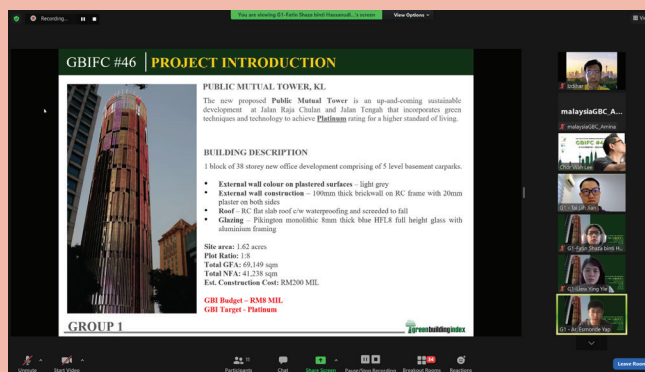 Recording...
You are viewing G1-Fatin Shaza binti Hasanudi...'s screen
View Options
GBIFC #46 | PROJECT INTRODUCTION
PUBLIC MUTUAL TOWER, KL
The new proposed Public Mutual Tower is an up-and-coming sustainable
development at Jalan Raja Chulan and Jalan Tengah that incorporates green
techniques and technology to achieve Platinum rating for a higher standard of living.
BUILDING DESCRIPTION
1 block of 38 storey new office development comprising of 5 level basement carparks.
External wall colour on plastered surfaces – light grey
External wall construction – 100mm thick brickwall on RC frame with 20mm
plaster on both sides
Roof – RC flat slab roof c/w waterproofing and screeded to fall
Glazing – Pikington monolithic 8mm thick blue HFL8 full height glass with
aluminium framing
Site area: 1.62 acres
Plot Ratio: 1:8
Total GFA: 69,149 sqm
Total NFA: 41,238 sqm
Est. Construction Cost: RM200 MIL
GBI Budget – RM8 MIL
GBI Target - Platinum
GROUP 1
greenbuildingindex
malaysiaGBC_A...
malaysiaGBC_Amina
Chor Wah Lee
G1 - Tai Lih Jian
G1-Fatin Shaza binti H...
G1-Liew Ying Yie
G1 - Ar. Esmonde Yap
Unmute
Start Video
Participants
11
Chat
Share Screen
Pause/Stop Recording
Breakout Rooms
Reactions
Leave Room